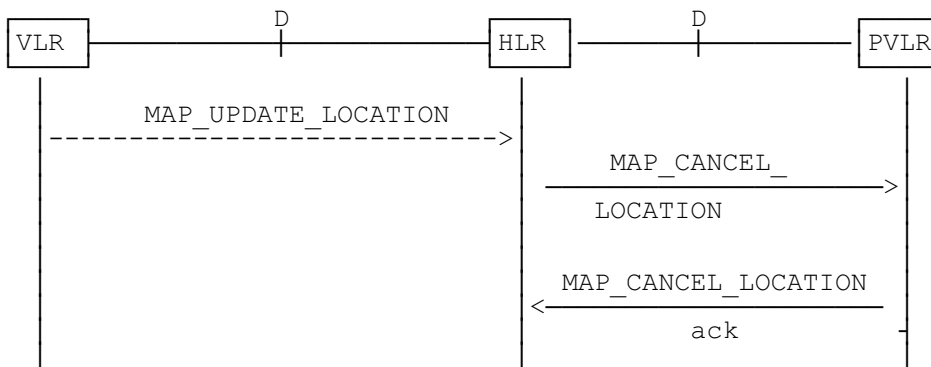 D D
VLR HLR PVLR
MAP_UPDATE_LOCATION
MAP_CANCEL_
LOCATION
MAP_CANCEL_LOCATION
ack